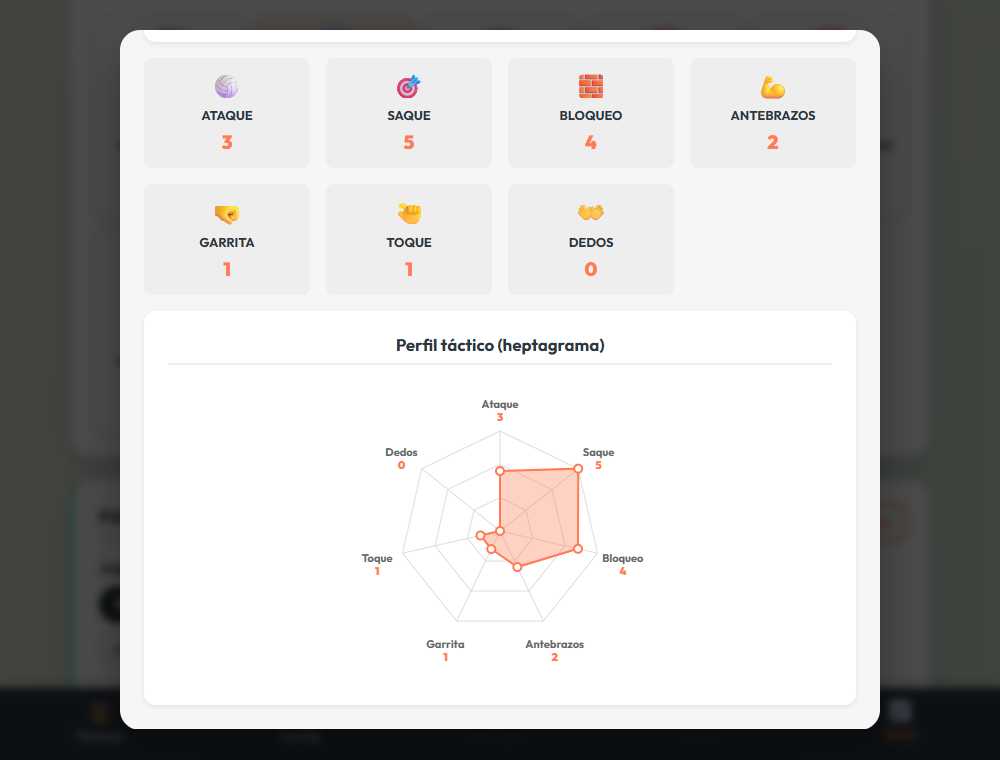 ATAQUE
3
SAQUE
5
BLOQUEO
4
ANTEBRAZOS
2
GARRITA
1
TOQUE
1
DEDOS
0
Perfil táctico (heptagrama)
Ataque
3
Saque
5
Bloqueo
4
Antebrazos
2
Garrita
1
Toque
1
Dedos
0